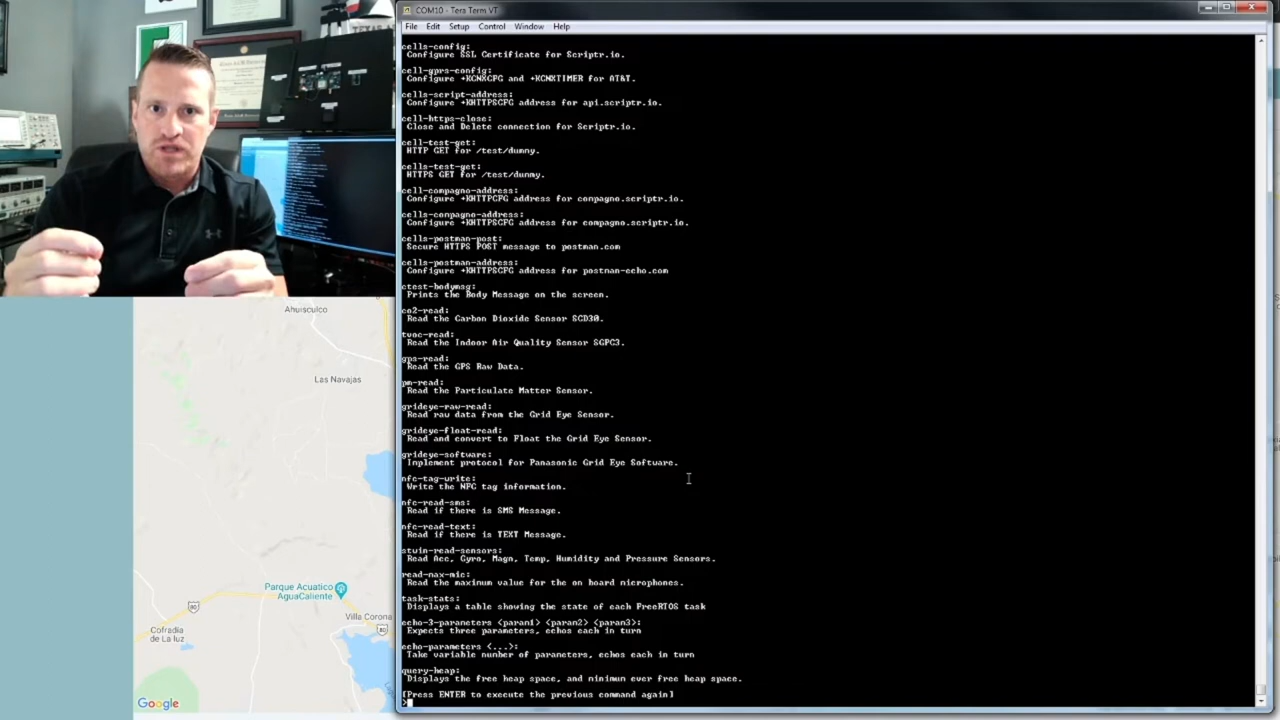 COM10 - Tera Term VT
File Edit Setup Control Window Help
cells-config:
Configure SSL Certificate for Scriptr.io.
cell-gprs-config:
Configure +KCNXCFG and +KCNXTIMER for AT&T.
cells-script-address:
Configure +KHTTPSCFG address for api.scriptr.io.
cell-https-close:
Close and Delete connection for Scriptr.io.
cell-test-get:
HTTP GET for /test/dummy.
cells-test-get:
HTTPS GET for /test/dummy.
cell-compagno-address:
Configure +KHTTPCFG address for compagno.scriptr.io.
cells-compagno-address:
Configure +KHTTPSCFG address for compagno.scriptr.io.
cells-postman-post:
Secure HTTPS POST message to postman.com
cells-postman-address:
Configure +KHTTPSCFG address for postman-echo.com
ctest-bodymsg:
Prints the Body Message on the screen.
co2-read:
Read the Carbon Dioxide Sensor SCD30.
tvoc-read:
Read the Indoor Air Quality Sensor SGPC3.
gps-read:
Read the GPS Raw Data.
pm-read:
Read the Particulate Matter Sensor.
grideye-raw-read:
Read raw data from the Grid Eye Sensor.
grideye-float-read:
Read and convert to Float the Grid Eye Sensor.
grideye-software:
Implement protocol for Panasonic Grid Eye Software.
nfc-tag-write:
Write the NFC tag information.
nfc-read-sms:
Read if there is SMS Message.
nfc-read-text:
Read if there is TEXT Message.
stwin-read-sensors:
Read Acc, Gyro, Magn, Temp, Humidity and Pressure Sensors.
read-max-mic:
Read the maximum value for the on board microphones.
task-stats:
Displays a table showing the state of each FreeRTOS task
echo-3-parameters <param1> <param2> <param3>:
Expects three parameters, echos each in turn
echo-parameters <...>:
Take variable number of parameters, echos each in turn
query-heap:
Displays the free heap space, and minimum ever free heap space.
[Press ENTER to execute the previous command again]
>
Ahuisculco
Las Navajas
Parque Acuatico
AguaCaliente
80
Villa Corona
80
Cofradia
de La luz
Google